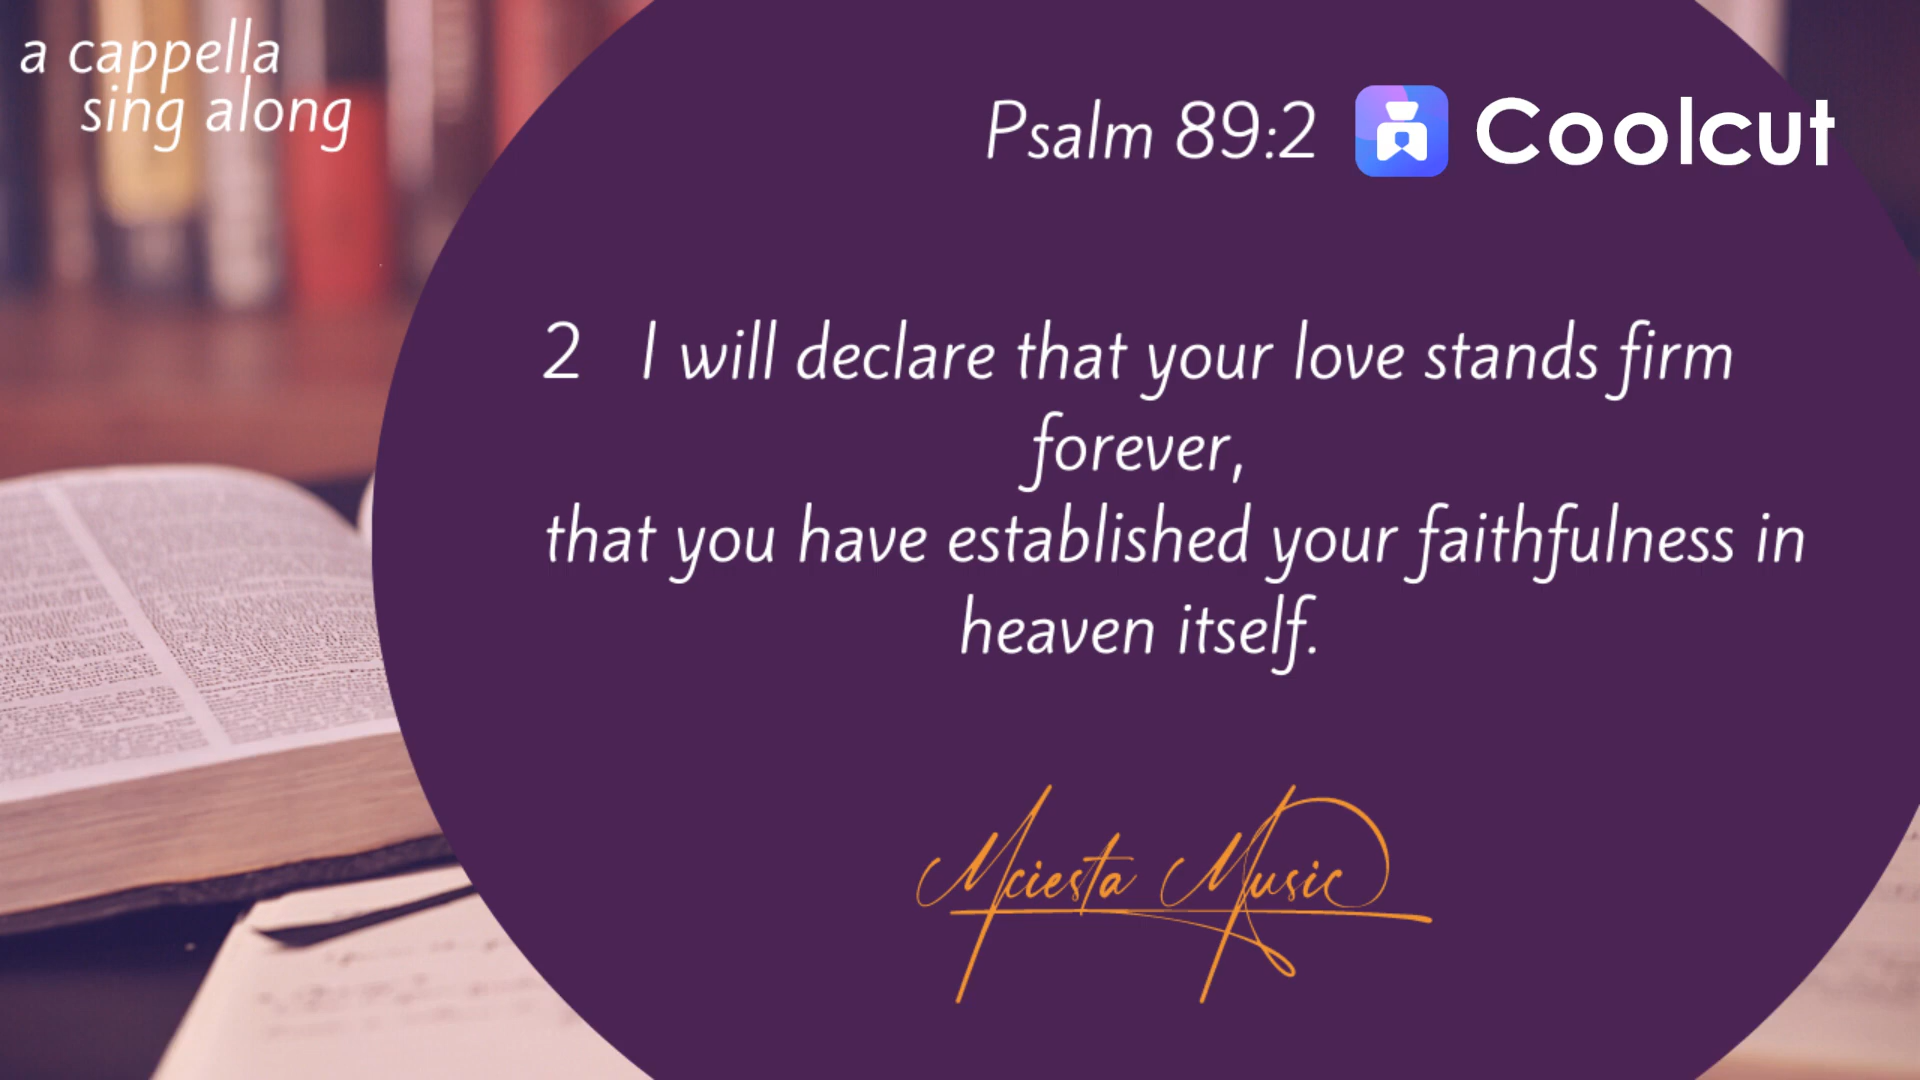 a cappella
sing along
Psalm 89:2
Coolcut
2 I will declare that your love stands firm
forever,
that you have established your faithfulness in
heaven itself.
Mciesta Music